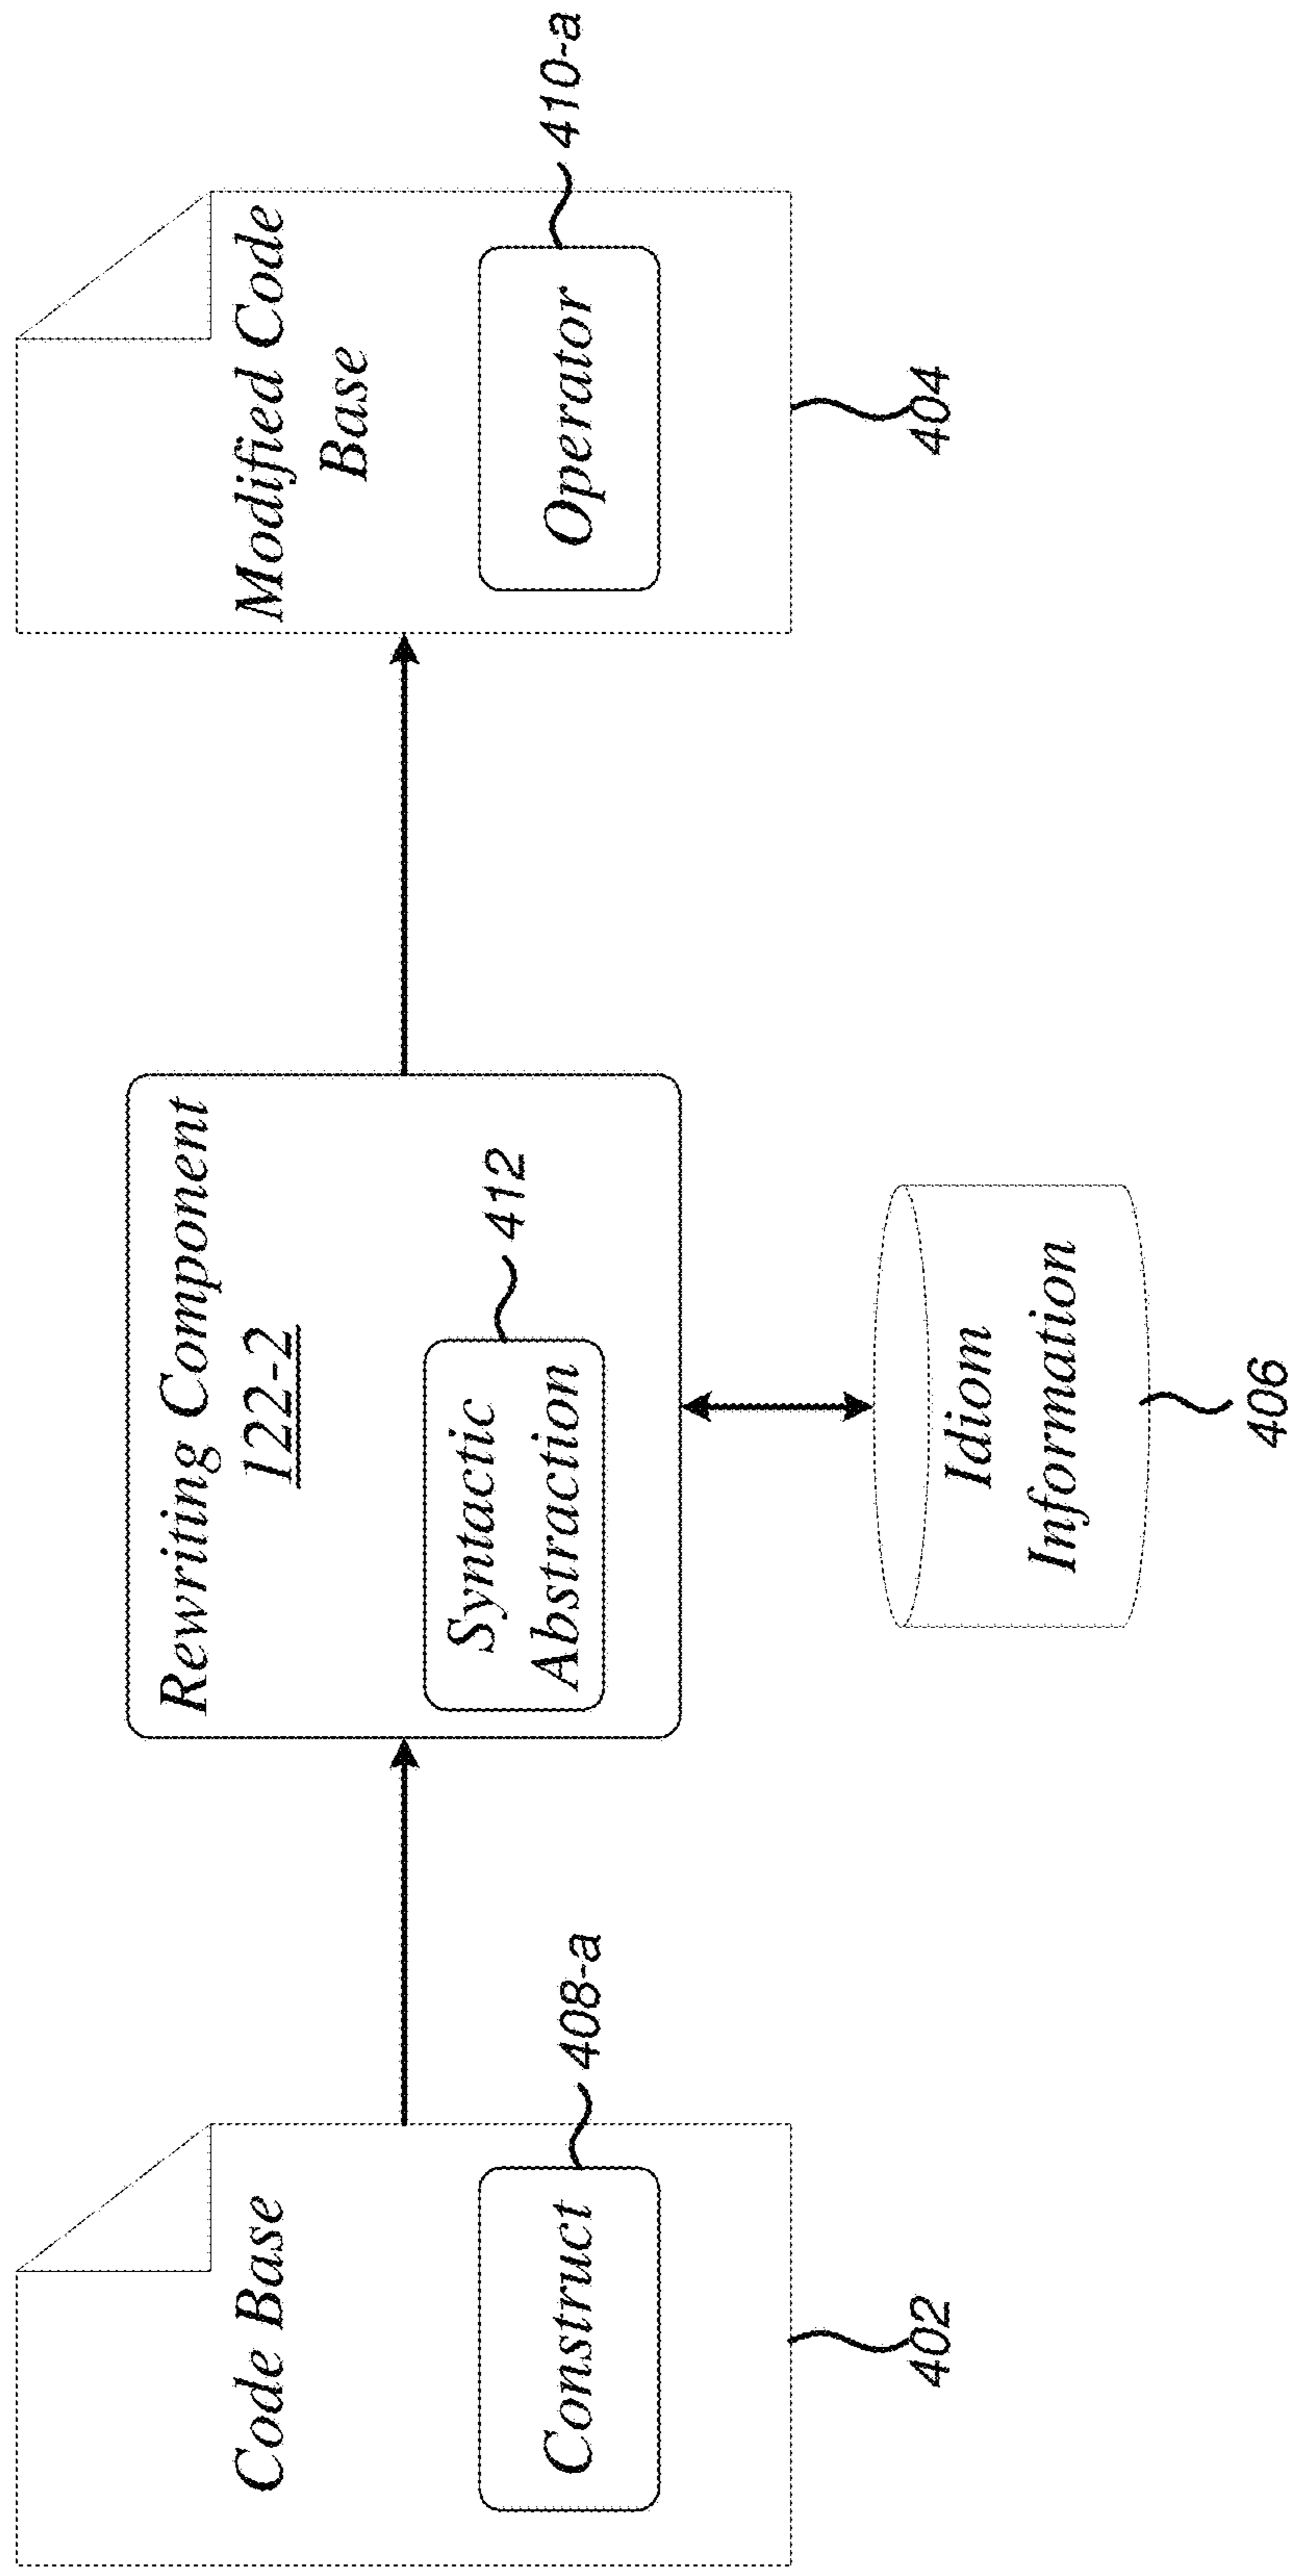 Code Base
Construct
408-a
402
Rewriting Component
122-2
Syntactic
Abstraction
412
Idiom
Information
406
Modified Code
Base
Operator
410-a
404